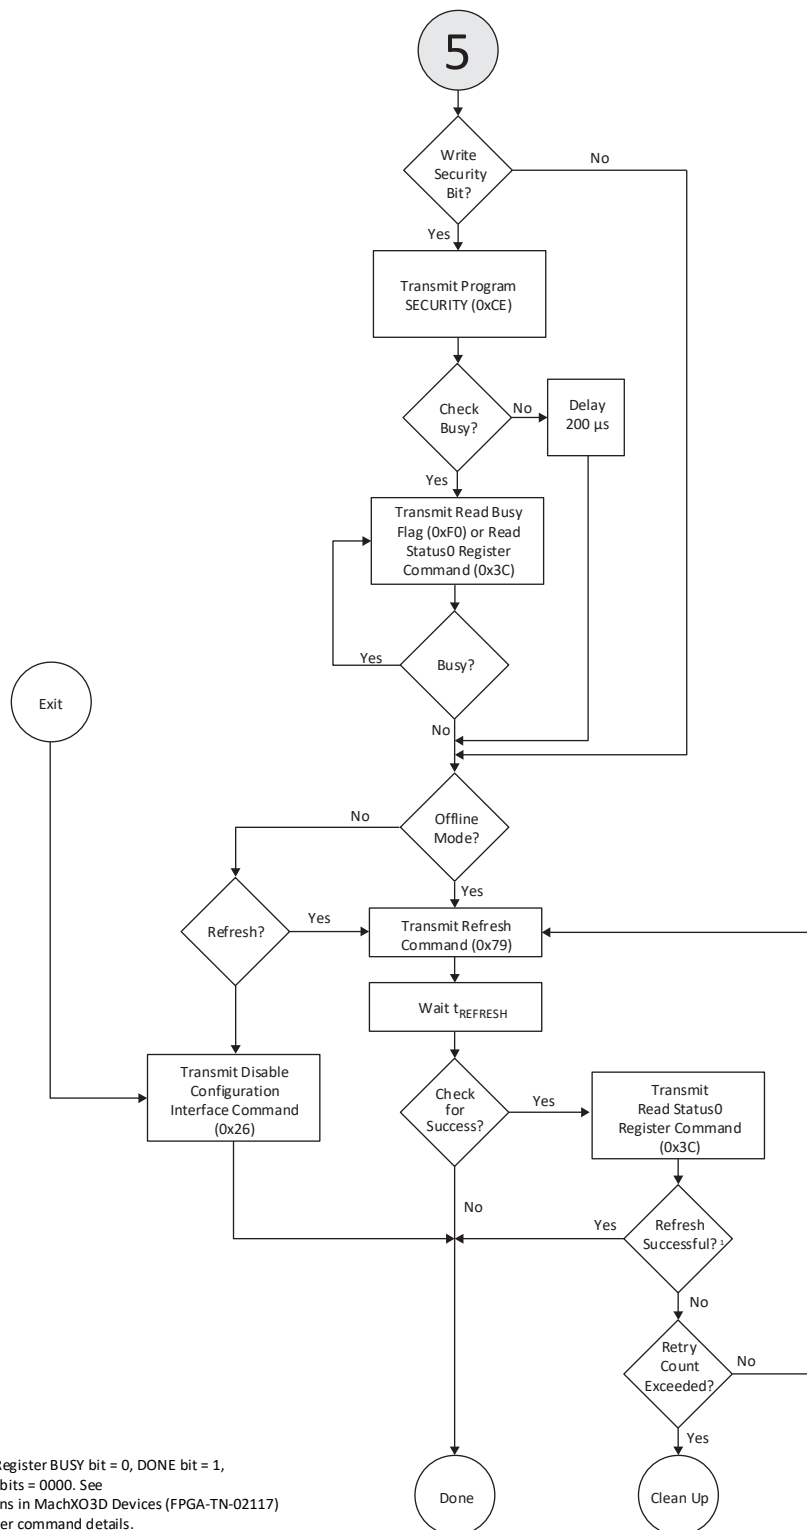 5
Write
Security
Bit?
No
Yes
Transmit Program
SECURITY (0xCE)
Check
Busy?
No
Delay
200 µs
Yes
Transmit Read Busy
Flag (0xF0) or Read
Status0 Register
Command (0x3C)
Yes
Busy?
Exit
No
No
Offline
Mode?
Yes
Refresh?
Yes
Transmit Refresh
Command (0x79)
Wait tREFRESH
Transmit Disable
Configuration
Interface Command
(0x26)
Check
for
Success?
Yes
Transmit
Read Status0
Register Command
(0x3C)
No
Yes
Refresh
Successful? 1
No
Retry
Count
Exceeded?
No
Yes
Done
Clean Up
Register BUSY bit = 0, DONE bit = 1,
bits = 0000. See
ns in MachXO3D Devices (FPGA-TN-02117)
er command details.